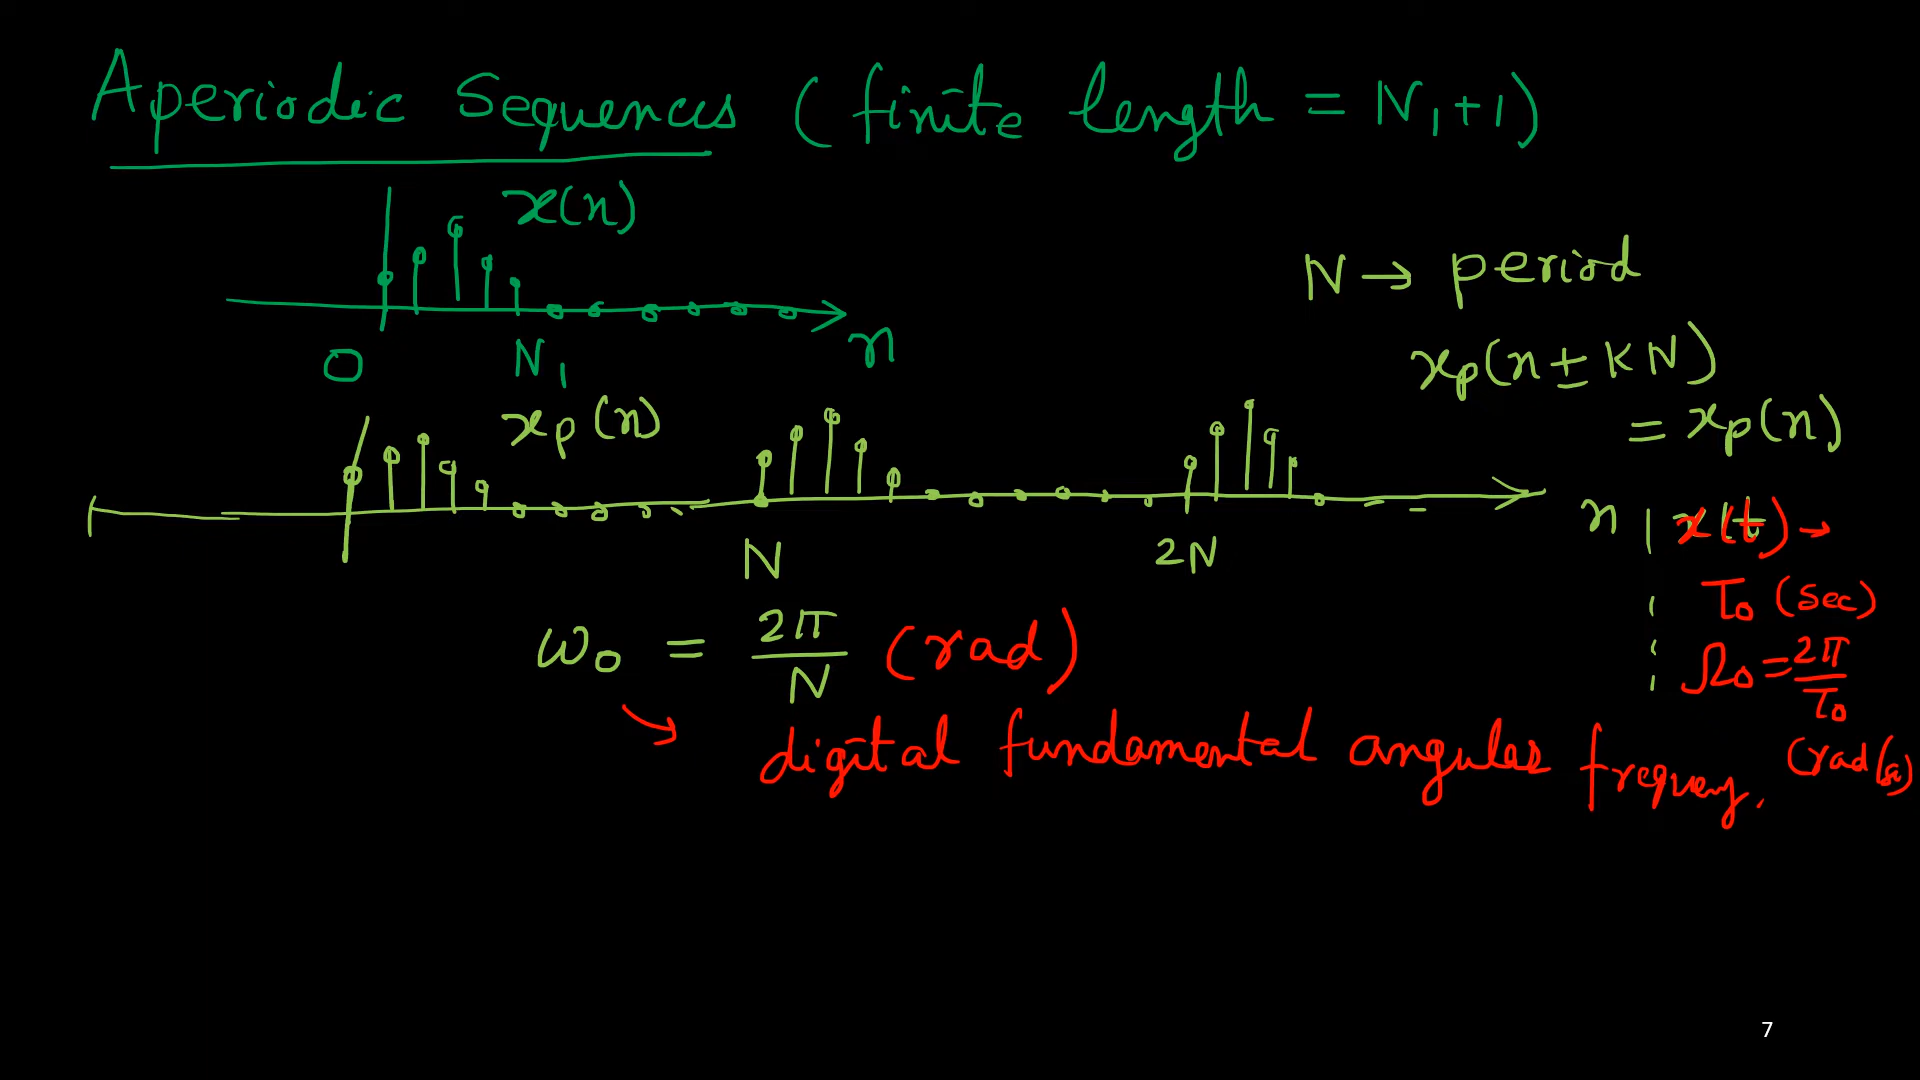 Aperiodic Sequences (finite length = N₁+1)
x(n)
N → period
0 N₁ n
xₚ(n ± KN)
= xₚ(n)
xₚ(n)
N 2N n
x(t) →
T₀ (sec)
ω₀ = 2π/N (rad)
Ω₀ = 2π/T₀
(rad/s)
digital fundamental angular frequency.
7